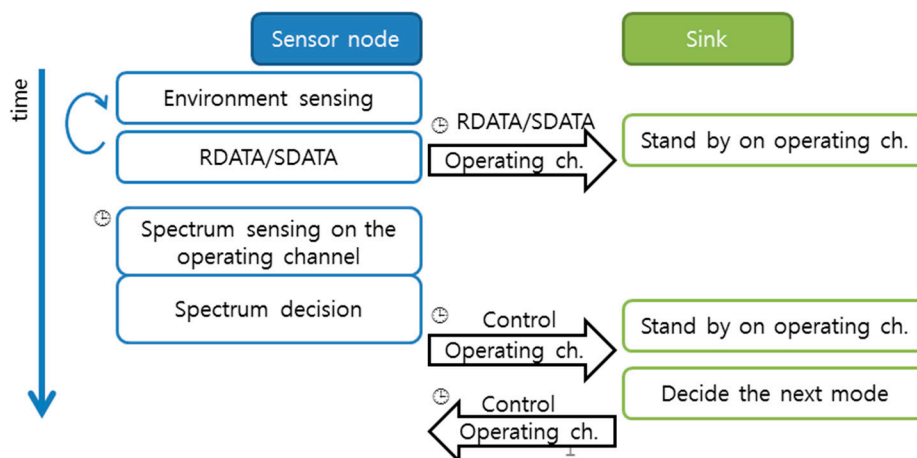 Sensor node
Sink
time
Environment sensing
RDATA/SDATA
RDATA/SDATA
Operating ch.
Stand by on operating ch.
Spectrum sensing on the
operating channel
Spectrum decision
Control
Operating ch.
Stand by on operating ch.
Decide the next mode
Control
Operating ch.